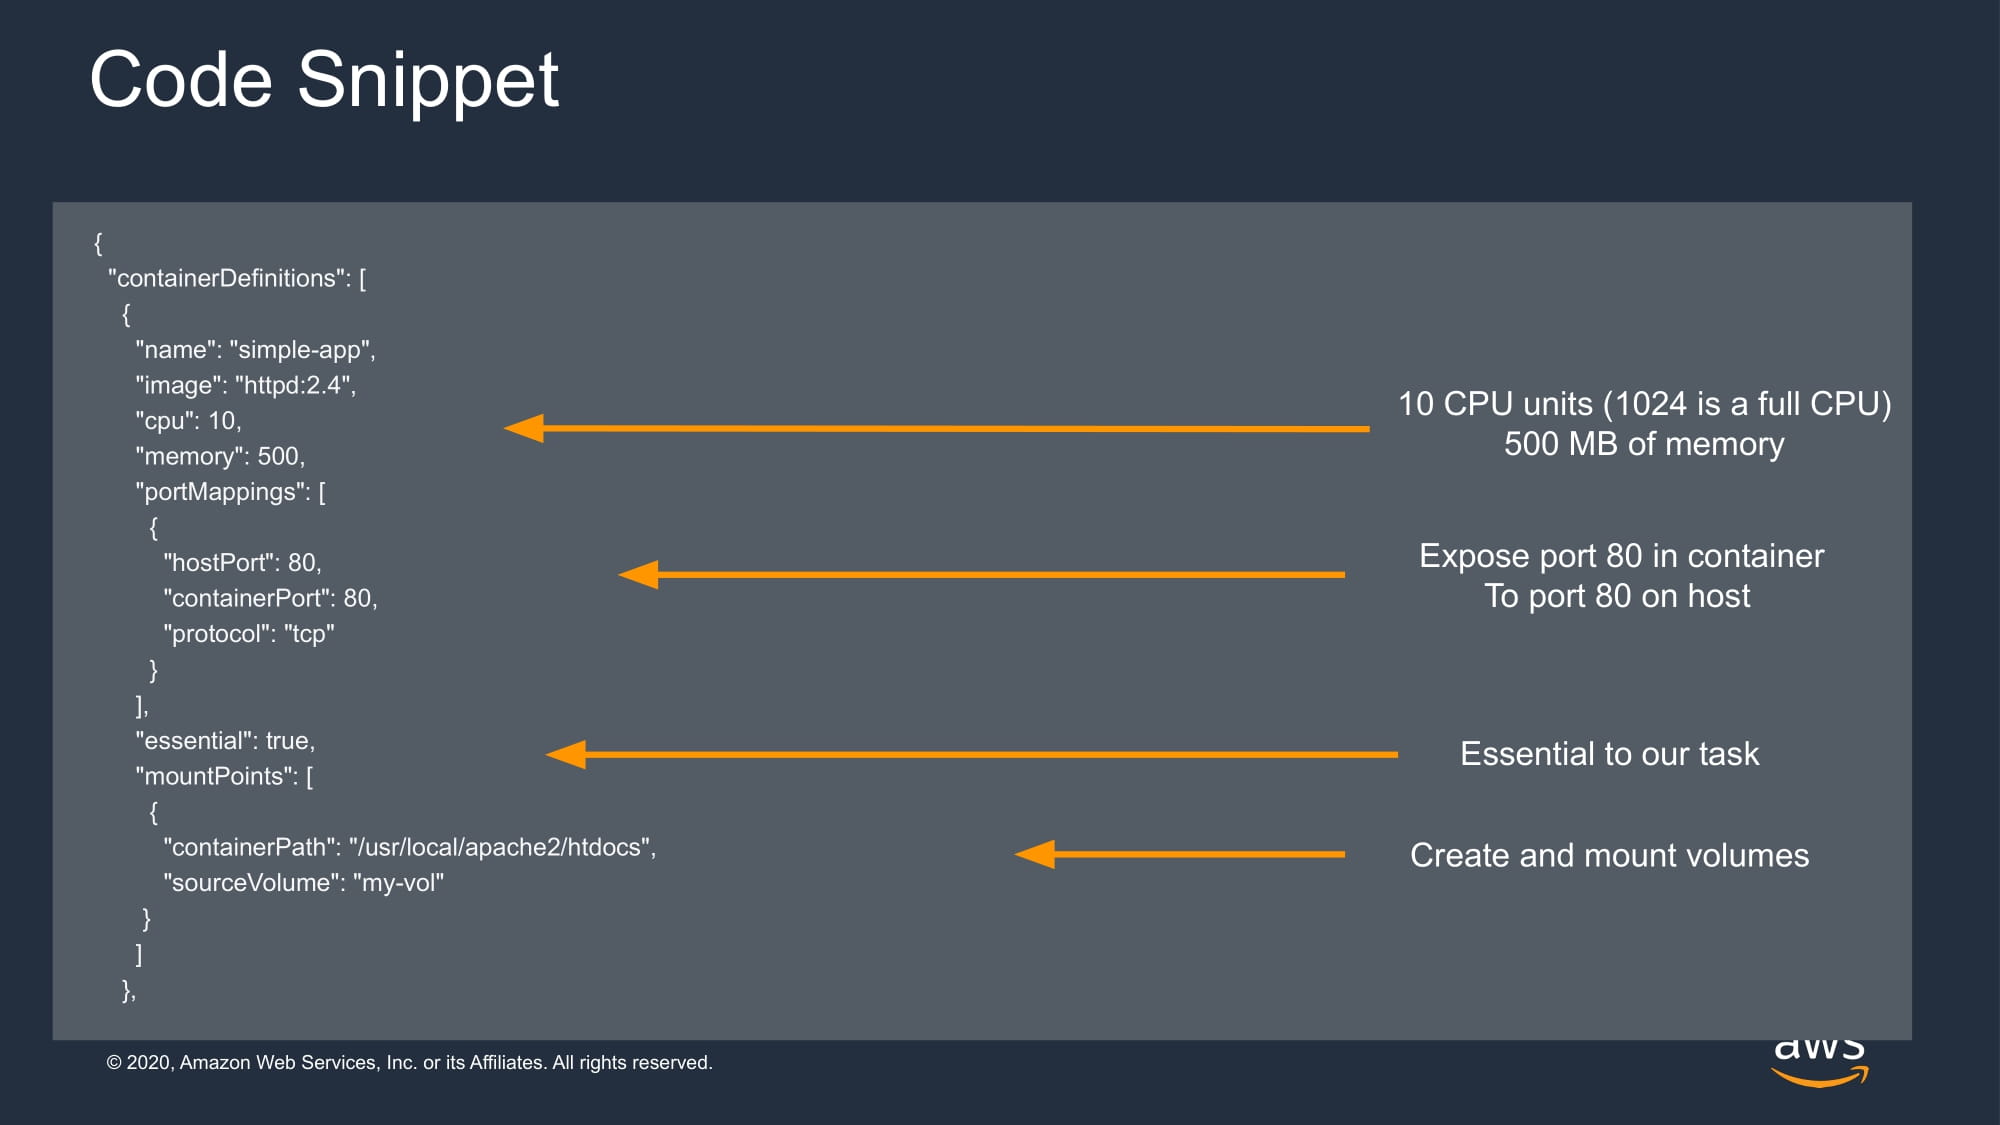 Code Snippet
{
"containerDefinitions": [
{
"name": "simple-app",
"image": "httpd:2.4",
"cpu": 10,
"memory": 500,
"portMappings": [
{
"hostPort": 80,
"containerPort": 80,
"protocol": "tcp"
}
],
"essential": true,
"mountPoints": [
{
"containerPath": "/usr/local/apache2/htdocs",
"sourceVolume": "my-vol"
}
]
},
10 CPU units (1024 is a full CPU)
500 MB of memory
Expose port 80 in container
To port 80 on host
Essential to our task
Create and mount volumes
© 2020, Amazon Web Services, Inc. or its Affiliates. All rights reserved.
aws